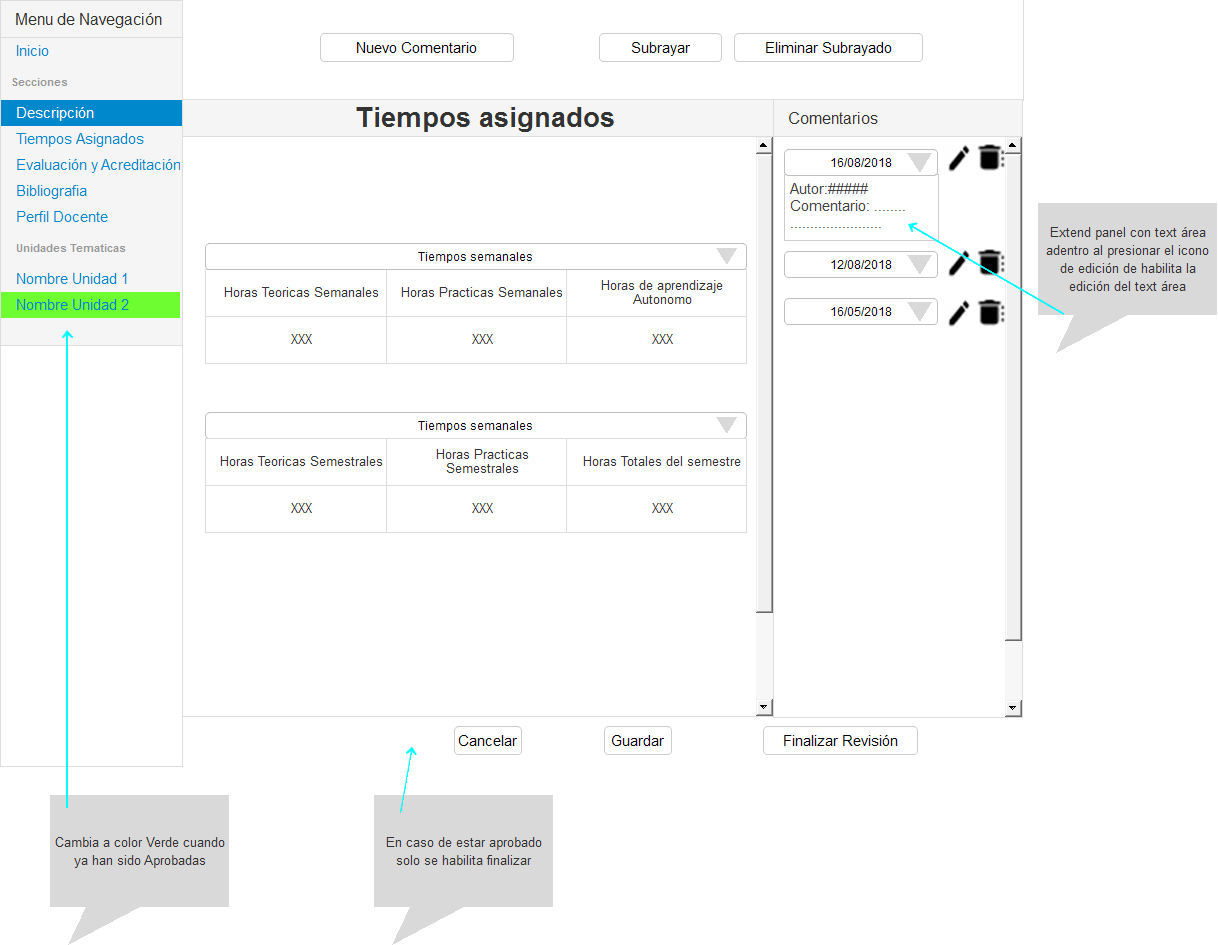 Menu de Navegación
Inicio
Secciones
Descripción
Tiempos Asignados
Evaluación y Acreditación
Bibliografia
Perfil Docente
Unidades Tematicas
Nombre Unidad 1
Nombre Unidad 2
Nuevo Comentario
Subrayar
Eliminar Subrayado
Tiempos asignados
Tiempos semanales
Horas Teoricas Semanales
Horas Practicas Semanales
Horas de aprendizaje
Autonomo
XXX
XXX
XXX
Tiempos semanales
Horas Teoricas Semestrales
Horas Practicas
Semestrales
Horas Totales del semestre
XXX
XXX
XXX
Comentarios
16/08/2018
Autor:#####
Comentario: ........
.......................
12/08/2018
16/05/2018
Extend panel con text área
adentro al presionar el icono
de edición de habilita la
edición del text área
Cancelar
Guardar
Finalizar Revisión
Cambia a color Verde cuando
ya han sido Aprobadas
En caso de estar aprobado
solo se habilita finalizar